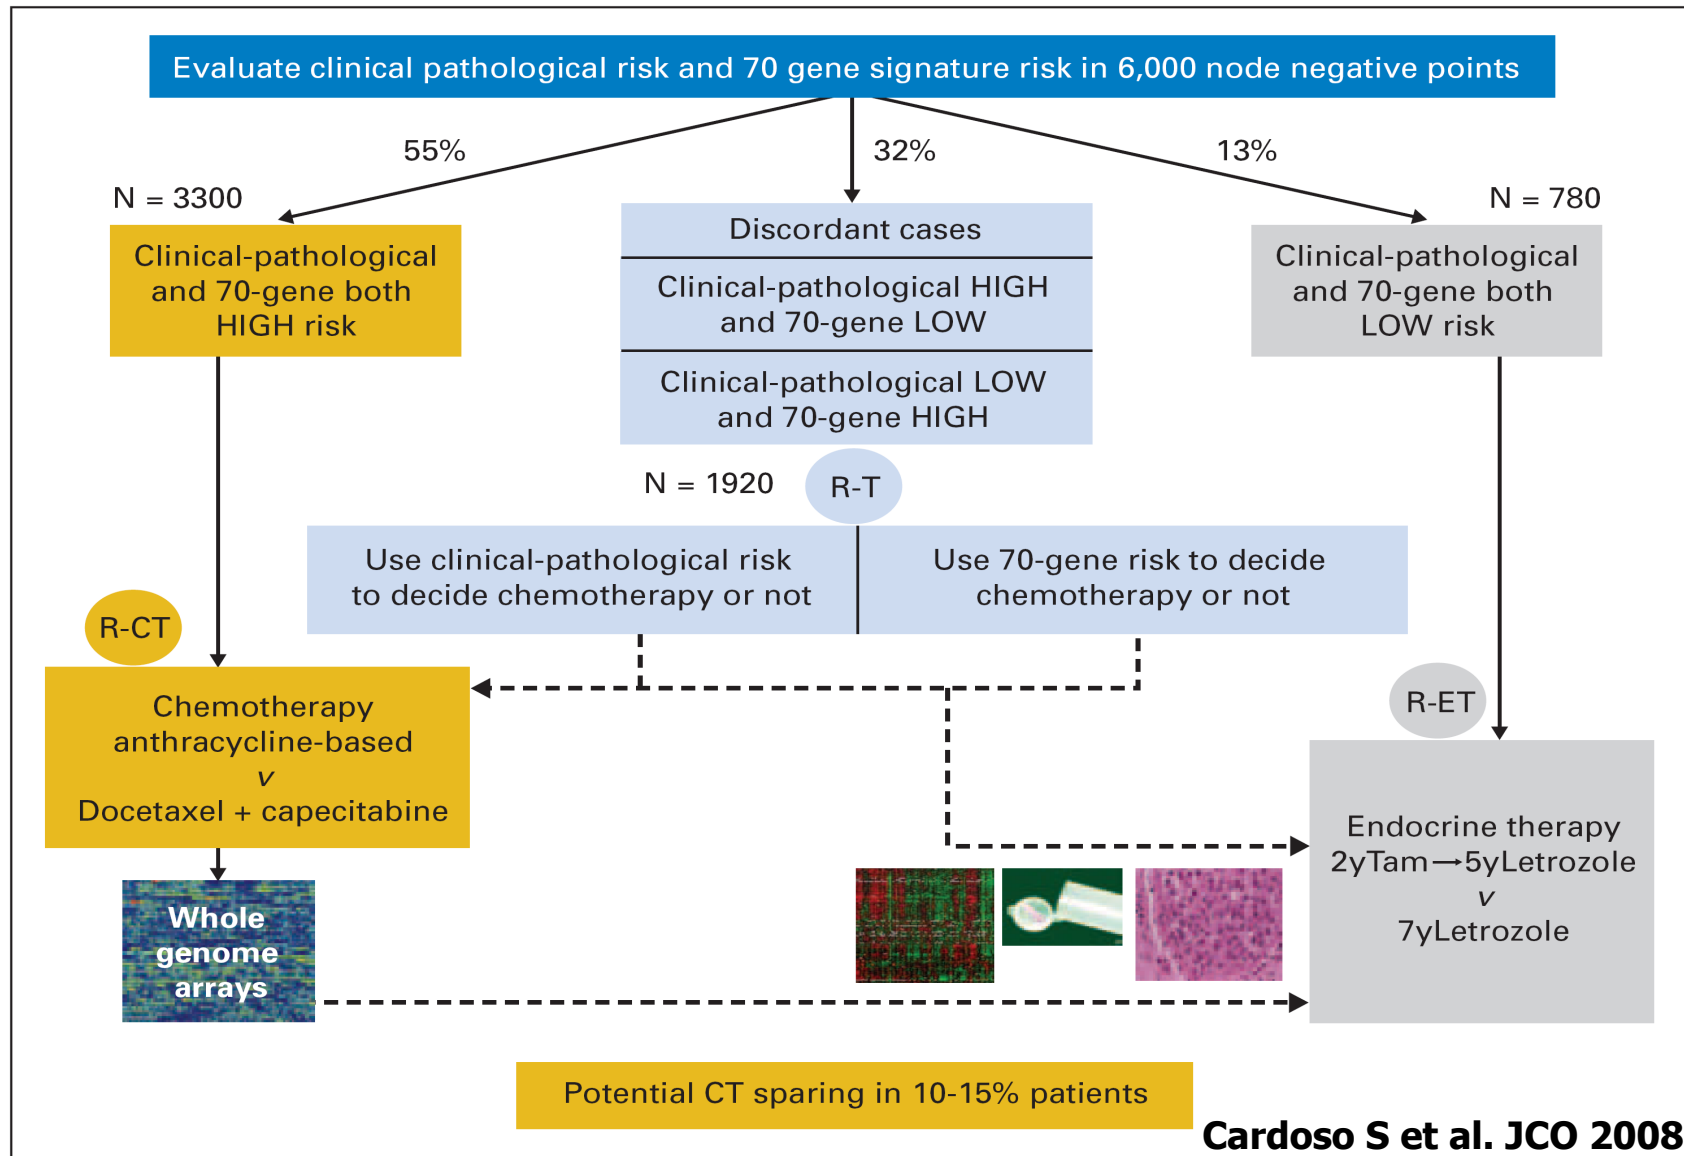 Evaluate clinical pathological risk and 70 gene signature risk in 6,000 node negative points
55%
32%
13%
N = 3300
N = 780
Clinical-pathological
and 70-gene both
HIGH risk
Discordant cases
Clinical-pathological HIGH
and 70-gene LOW
Clinical-pathological LOW
and 70-gene HIGH
Clinical-pathological
and 70-gene both
LOW risk
N = 1920
R-T
Use clinical-pathological risk
to decide chemotherapy or not
Use 70-gene risk to decide
chemotherapy or not
R-CT
R-ET
Chemotherapy
anthracycline-based
v
Docetaxel + capecitabine
Endocrine therapy
2yTam→5yLetrozole
v
7yLetrozole
Whole
genome
arrays
Potential CT sparing in 10-15% patients
Cardoso S et al. JCO 2008